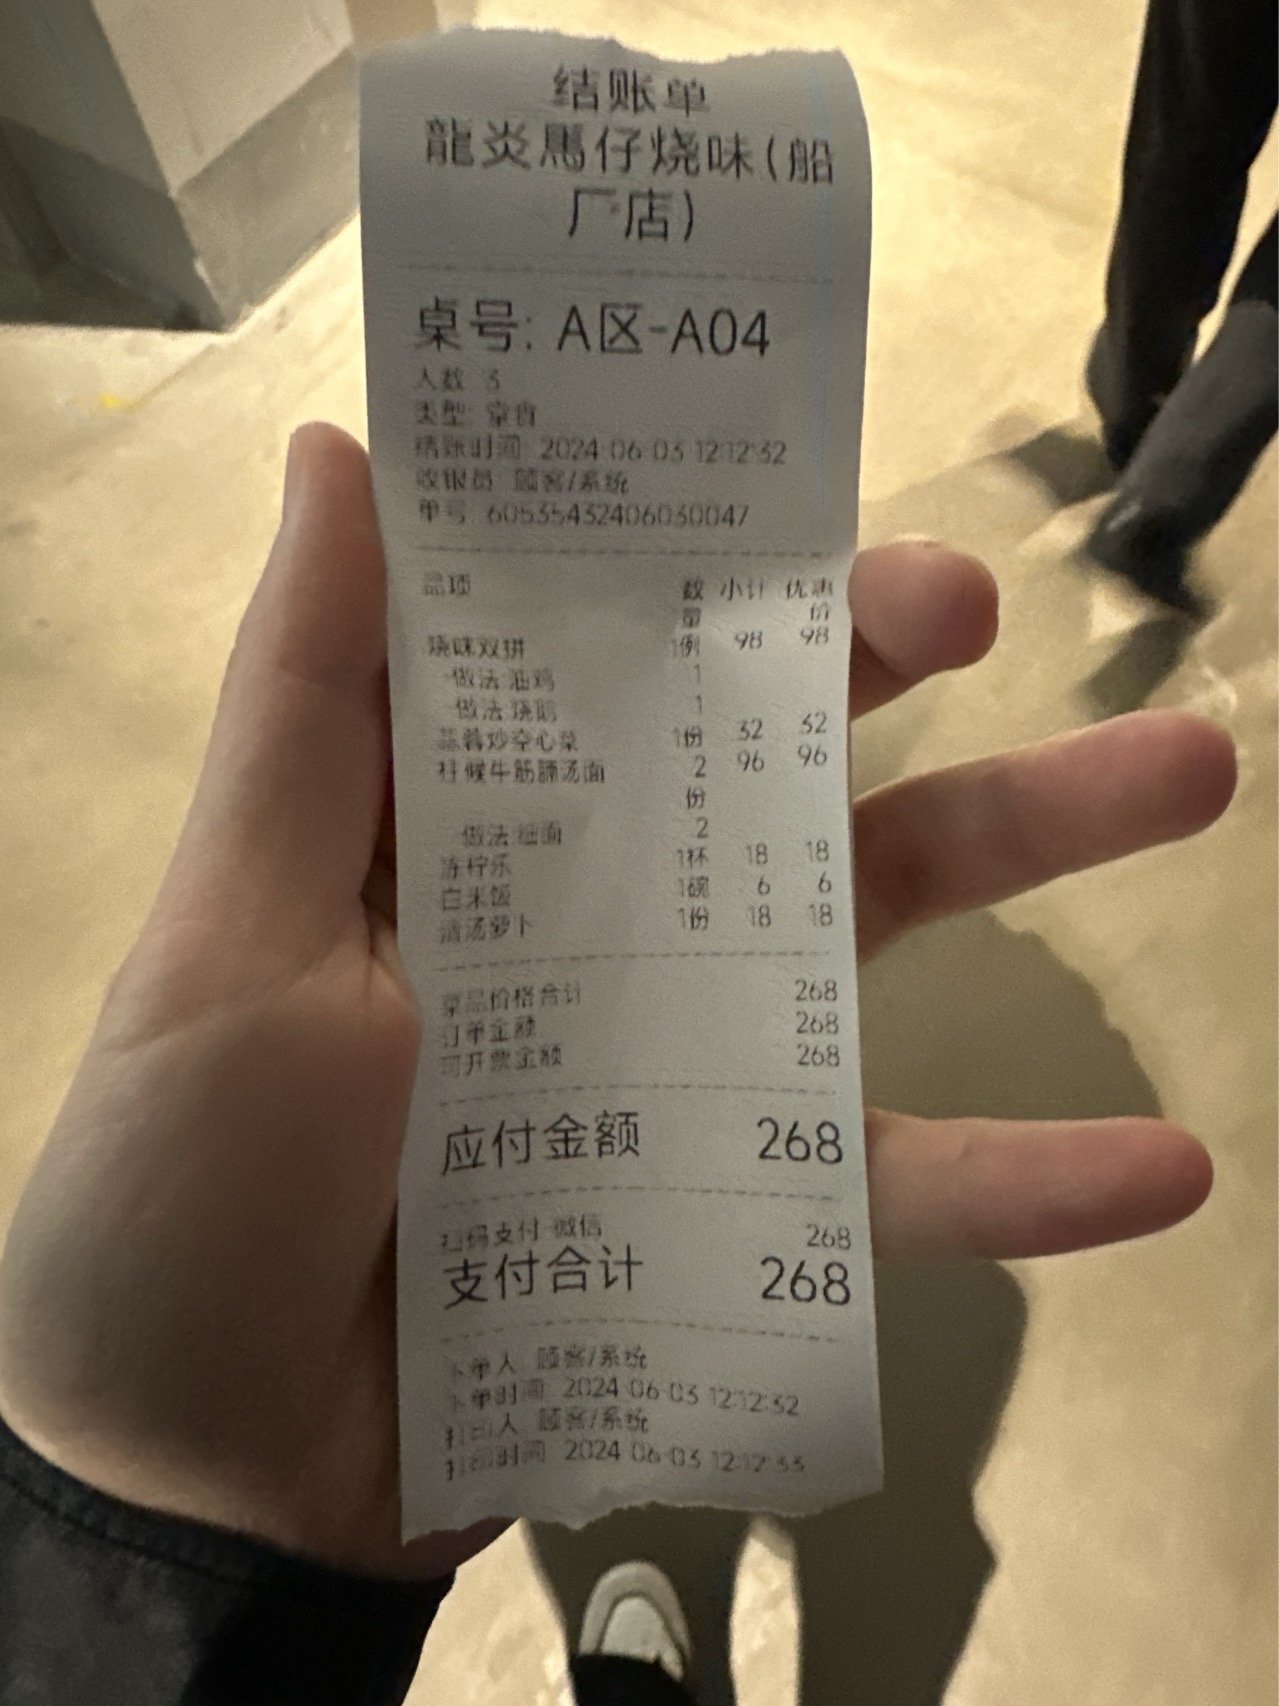 结账单
龍炎馬仔烧味(船
厂店)
桌号: A区-A04
人数 3
类型: 堂食
结账时间 2024-06-03 12:12:32
收银员 顾客/系统
单号 605354432406030047
品项 数量 小计 优惠价
烧味双拼 1例 98 98
-做法:油鸡 1
-做法:烧鹅 1
蒜蓉炒空心菜 1份 32 32
柱候牛筋腩汤面 2份 96 96
-做法:细面 2
冻柠乐 1杯 18 18
白米饭 1碗 6 6
清汤萝卜 1份 18 18
菜品价格合计 268
订单金额 268
可开票金额 268
应付金额 268
扫码支付-微信 268
支付合计 268
下单人 顾客/系统
下单时间 2024-06-03 12:12:32
打印人 顾客/系统
打印时间 2024-06-03 12:12:33